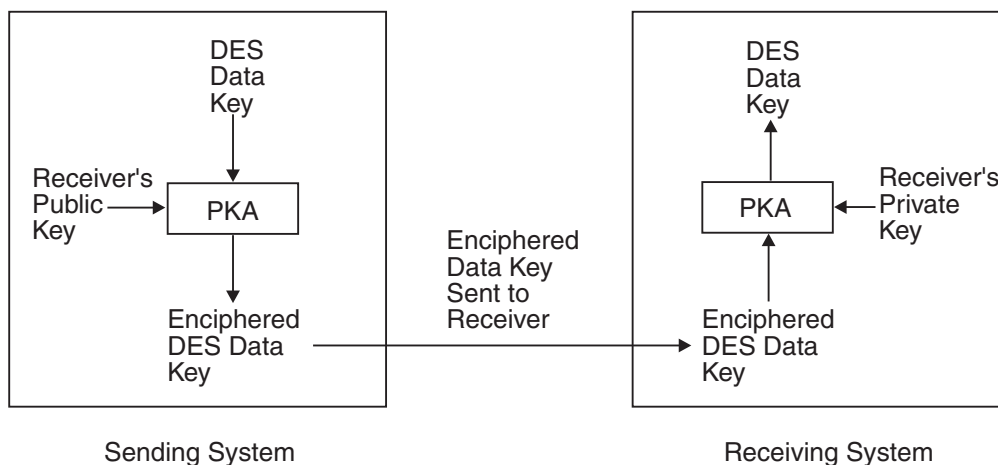 DES
Data
Key
Receiver's
Public
Key
PKA
Enciphered
DES Data
Key
Enciphered
Data Key
Sent to
Receiver
DES
Data
Key
PKA
Receiver's
Private
Key
Enciphered
DES Data
Key
Sending System
Receiving System